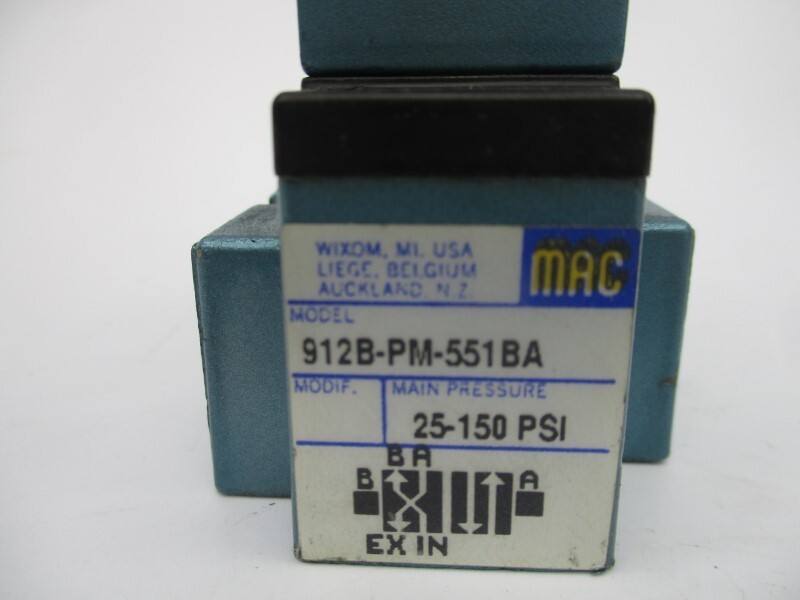 WIXOM, MI. USA
LIEGE, BELGIUM
AUCKLAND, N.Z.
MAC
MODEL
912B-PM-551BA
MODIF. MAIN PRESSURE
25-150 PSI
B A
B A
EX IN